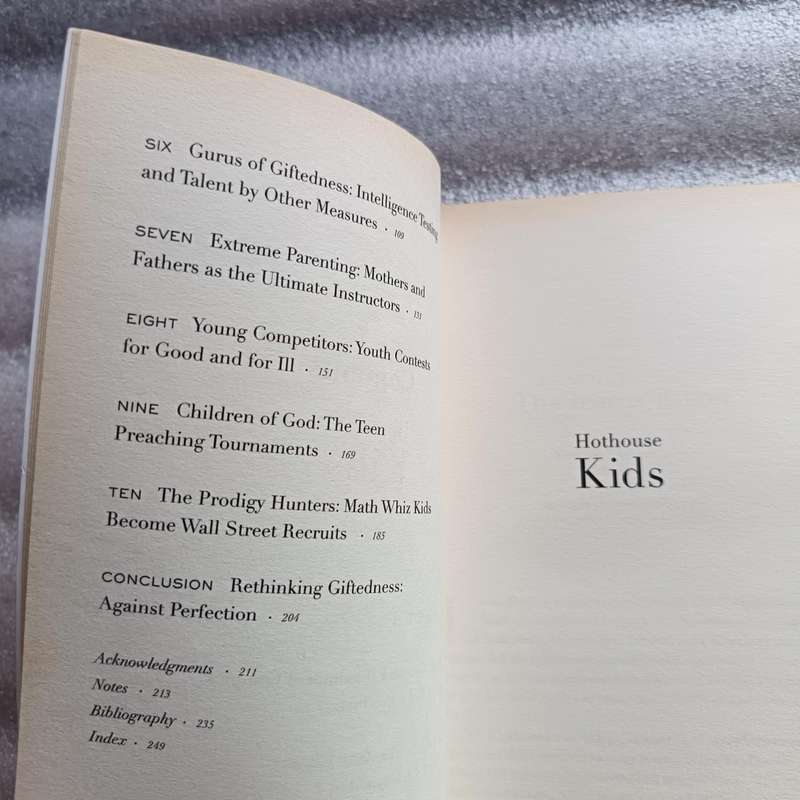 SIX Gurus of Giftedness: Intelligence Testing
and Talent by Other Measures · 109
SEVEN Extreme Parenting: Mothers and
Fathers as the Ultimate Instructors · 131
EIGHT Young Competitors: Youth Contests
for Good and for Ill · 151
NINE Children of God: The Teen
Preaching Tournaments · 169
TEN The Prodigy Hunters: Math Whiz Kids
Become Wall Street Recruits · 185
CONCLUSION Rethinking Giftedness:
Against Perfection · 204
Acknowledgments · 211
Notes · 213
Bibliography · 235
Index · 249
Hothouse
Kids